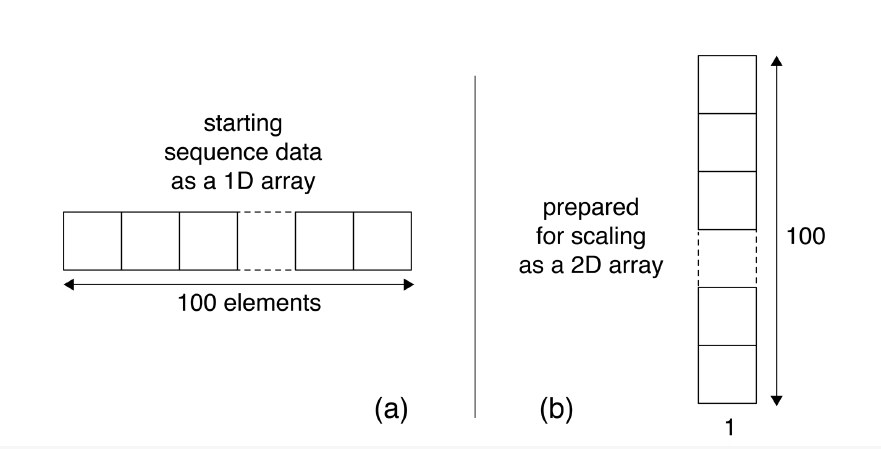 starting
sequence data
as a 1D array
100 elements
(a)
prepared
for scaling
as a 2D array
100
1
(b)